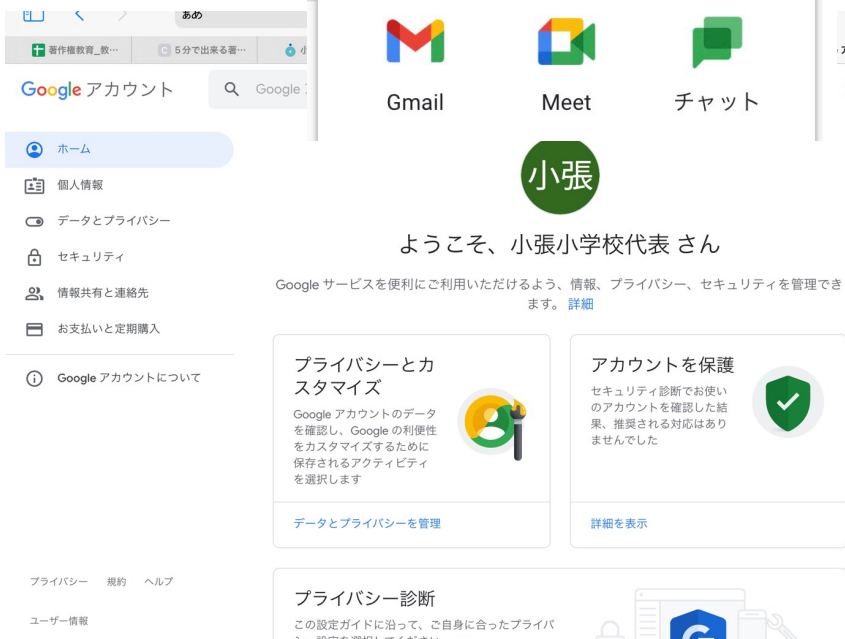 ああ
著作権教育_教…
5分で出来る著…
Google アカウント
Google
Gmail
Meet
チャット
ホーム
個人情報
データとプライバシー
セキュリティ
情報共有と連絡先
お支払いと定期購入
Google アカウントについて
小張
ようこそ、小張小学校代表 さん
Google サービスを便利にご利用いただけるよう、情報、プライバシー、セキュリティを管理でき
ます。 詳細
プライバシーとカ
スタマイズ
Google アカウントのデータ
を確認し、Google の利便性
をカスタマイズするために
保存されるアクティビティ
を選択します
データとプライバシーを管理
アカウントを保護
セキュリティ診断でお使い
のアカウントを確認した結
果、推奨される対応はあり
ませんでした
詳細を表示
プライバシー診断
この設定ガイドに沿って、ご自身に合ったプライバ
プライバシー 規約 ヘルプ
ユーザー情報